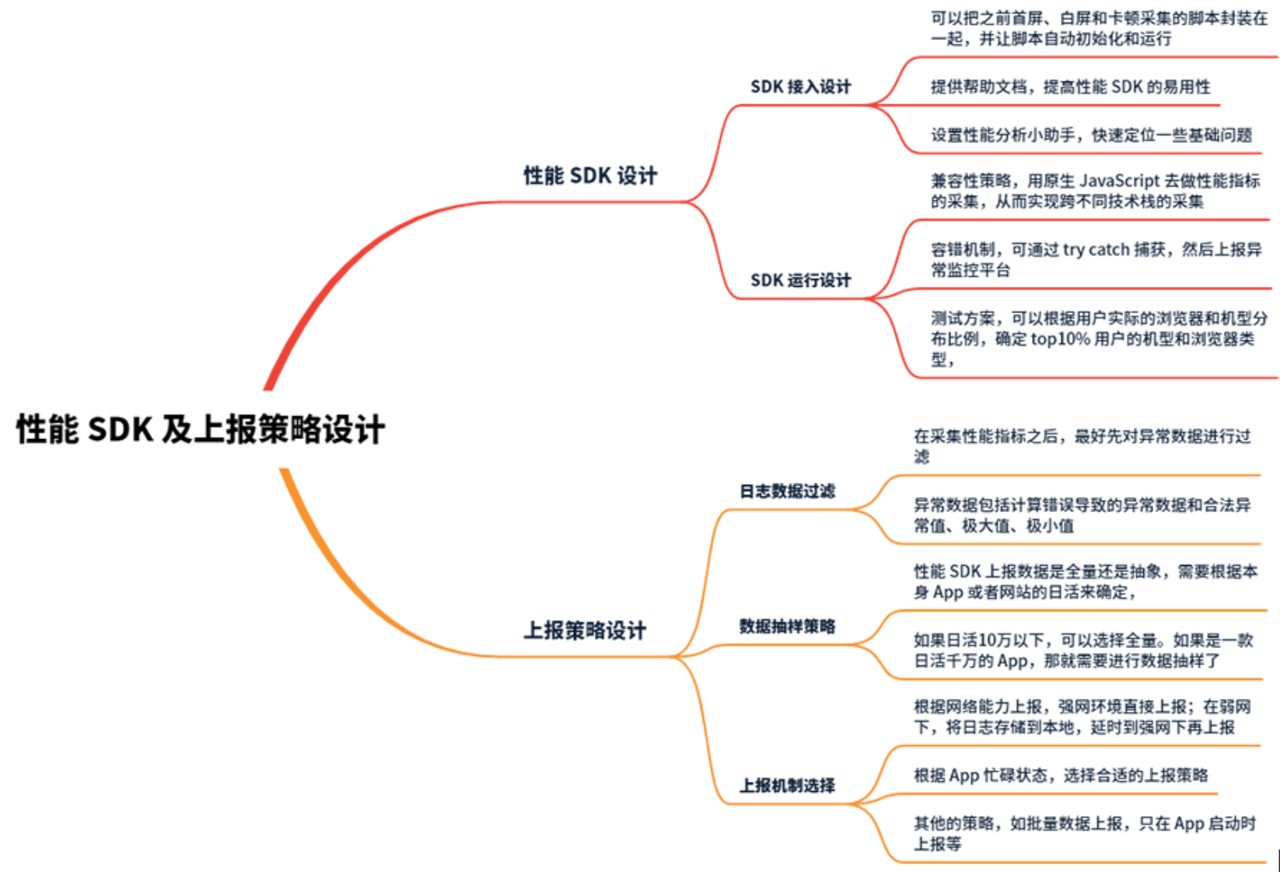 可以把之前首屏、白屏和卡顿采集的脚本封装在
一起，并让脚本自动初始化和运行
SDK 接入设计
提供帮助文档，提高性能 SDK 的易用性
设置性能分析小助手，快速定位一些基础问题
性能 SDK 设计
兼容性策略，用原生 JavaScript 去做性能指标
的采集，从而实现跨不同技术栈的采集
SDK 运行设计
容错机制，可通过 try catch 捕获，然后上报异
常监控平台
测试方案，可以根据用户实际的浏览器和机型分
布比例，确定 top10% 用户的机型和浏览器类
型，
性能 SDK 及上报策略设计
在采集性能指标之后，最好先对异常数据进行过
滤
日志数据过滤
异常数据包括计算错误导致的异常数据和合法异
常值、极大值、极小值
上报策略设计
性能 SDK 上报数据是全量还是抽象，需要根据本
身 App 或者网站的日活来确定，
数据抽样策略
如果日活10万以下，可以选择全量。如果是一款
日活千万的 App，那就需要进行数据抽样了
根据网络能力上报，强网环境直接上报；在弱网
下，将日志存储到本地，延时到强网下再上报
上报机制选择
根据 App 忙碌状态，选择合适的上报策略
其他的策略，如批量数据上报，只在 App 启动时
上报等